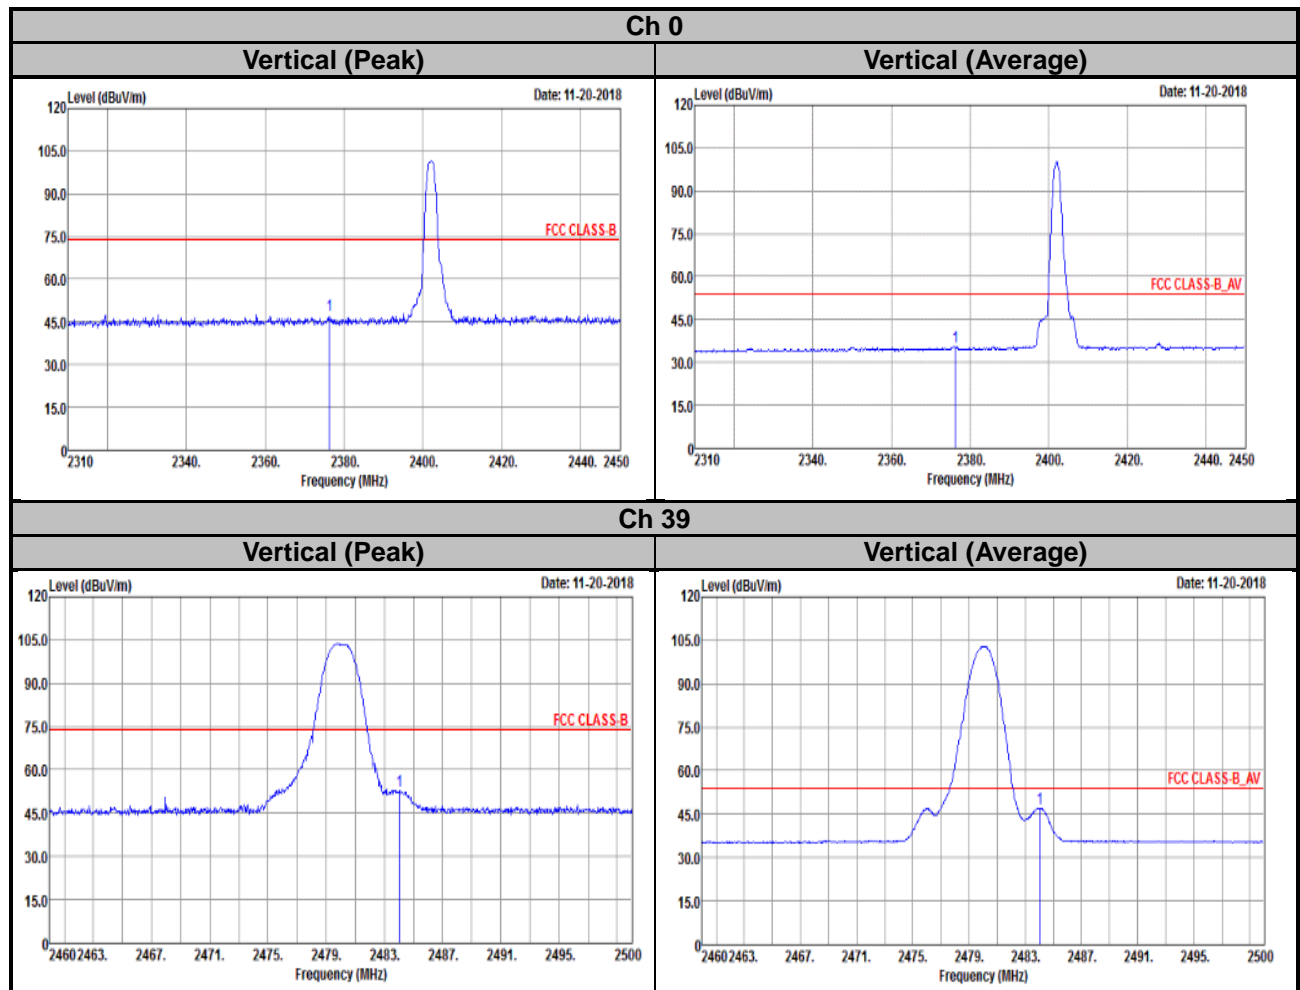 Ch 0
Vertical (Peak) Vertical (Average)
Level (dBuV/m) Date: 11-20-2018
120
105.0
90.0
75.0
FCC CLASS-B
60.0
1
45.0
30.0
15.0
0
2310 2340. 2360. 2380. 2400. 2420. 2440. 2450
Frequency (MHz)
Level (dBuV/m) Date: 11-20-2018
120
105.0
90.0
75.0
60.0
FCC CLASS-B_AV
45.0
1
30.0
15.0
0
2310 2340. 2360. 2380. 2400. 2420. 2440. 2450
Frequency (MHz)
Ch 39
Vertical (Peak) Vertical (Average)
Level (dBuV/m) Date: 11-20-2018
120
105.0
90.0
75.0
FCC CLASS-B
60.0
1
45.0
30.0
15.0
0
2460 2463. 2467. 2471. 2475. 2479. 2483. 2487. 2491. 2495. 2500
Frequency (MHz)
Level (dBuV/m) Date: 11-20-2018
120
105.0
90.0
75.0
60.0
FCC CLASS-B_AV
1
45.0
30.0
15.0
0
2460 2463. 2467. 2471. 2475. 2479. 2483. 2487. 2491. 2495. 2500
Frequency (MHz)